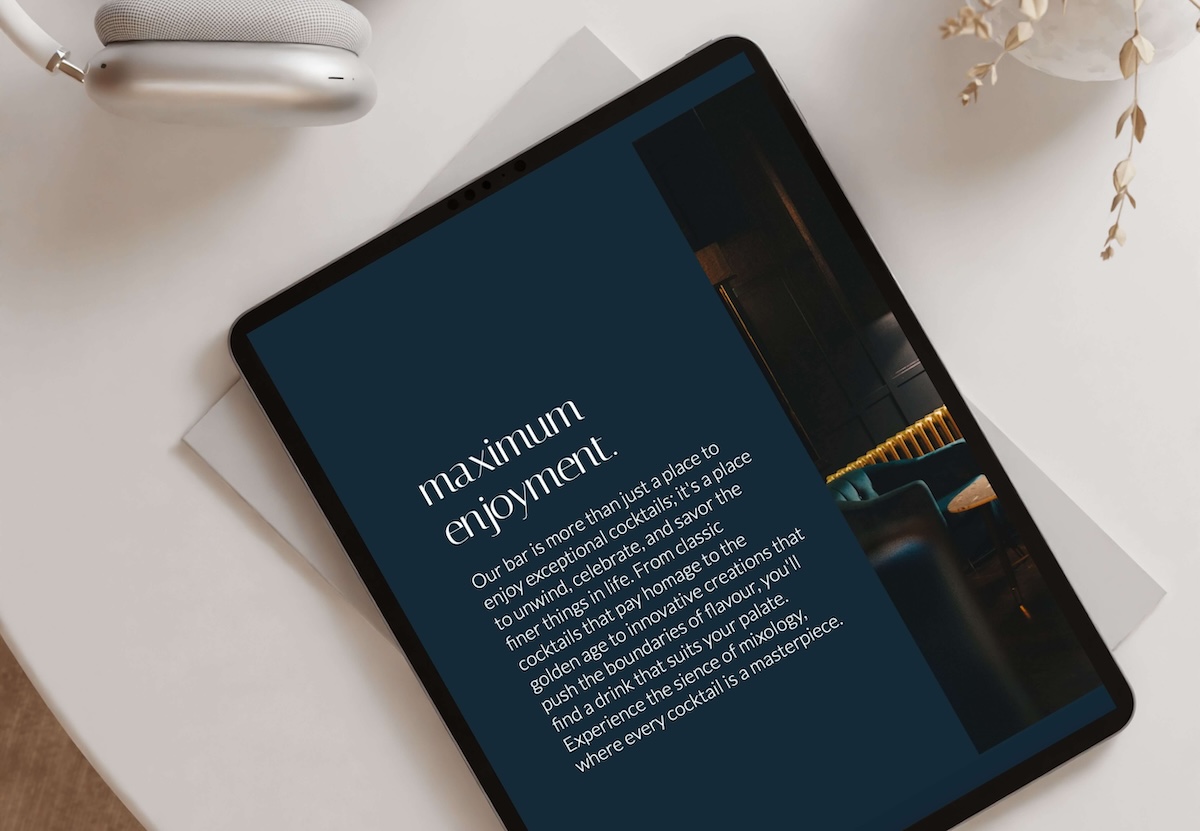 maximum
enjoyment.
Our bar is more than just a place to
enjoy exceptional cocktails; it's a place
to unwind, celebrate, and savor the
finer things in life. From classic
cocktails that pay homage to the
golden age to innovative creations that
push the boundaries of flavour, you'll
find a drink that suits your palate.
Experience the sience of mixology,
where every cocktail is a masterpiece.